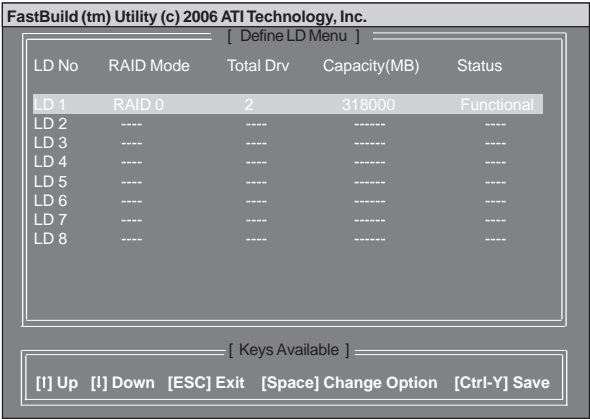 FastBuild (tm) Utility (c) 2006 ATI Technology, Inc.
[ Define LD Menu ]
LD No RAID Mode Total Drv Capacity(MB) Status
LD 1 RAID 0 2 318000 Functional
LD 2 ---- ---- ------ ----
LD 3 ---- ---- ------ ----
LD 4 ---- ---- ------ ----
LD 5 ---- ---- ------ ----
LD 6 ---- ---- ------ ----
LD 7 ---- ---- ------ ----
LD 8 ---- ---- ------ ----
[ Keys Available ]
[↑] Up [↓] Down [ESC] Exit [Space] Change Option [Ctrl-Y] Save